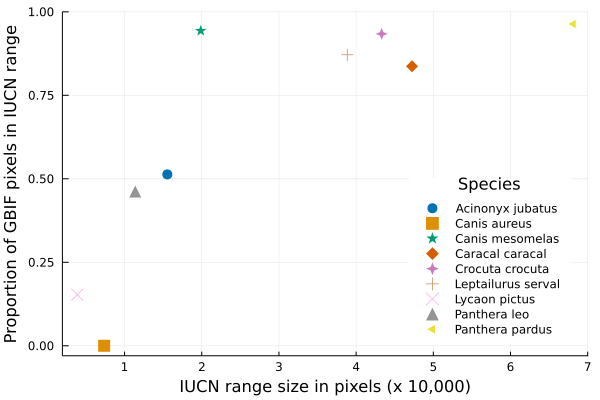 Proportion of GBIF pixels in IUCN range
1.00
0.75
0.50
0.25
0.00
Species
Acinonyx jubatus
Canis aureus
Canis mesomelas
Caracal caracal
Crocuta crocuta
Leptailurus serval
Lycaon pictus
Panthera leo
Panthera pardus
1 2 3 4 5 6 7
IUCN range size in pixels (x 10,000)